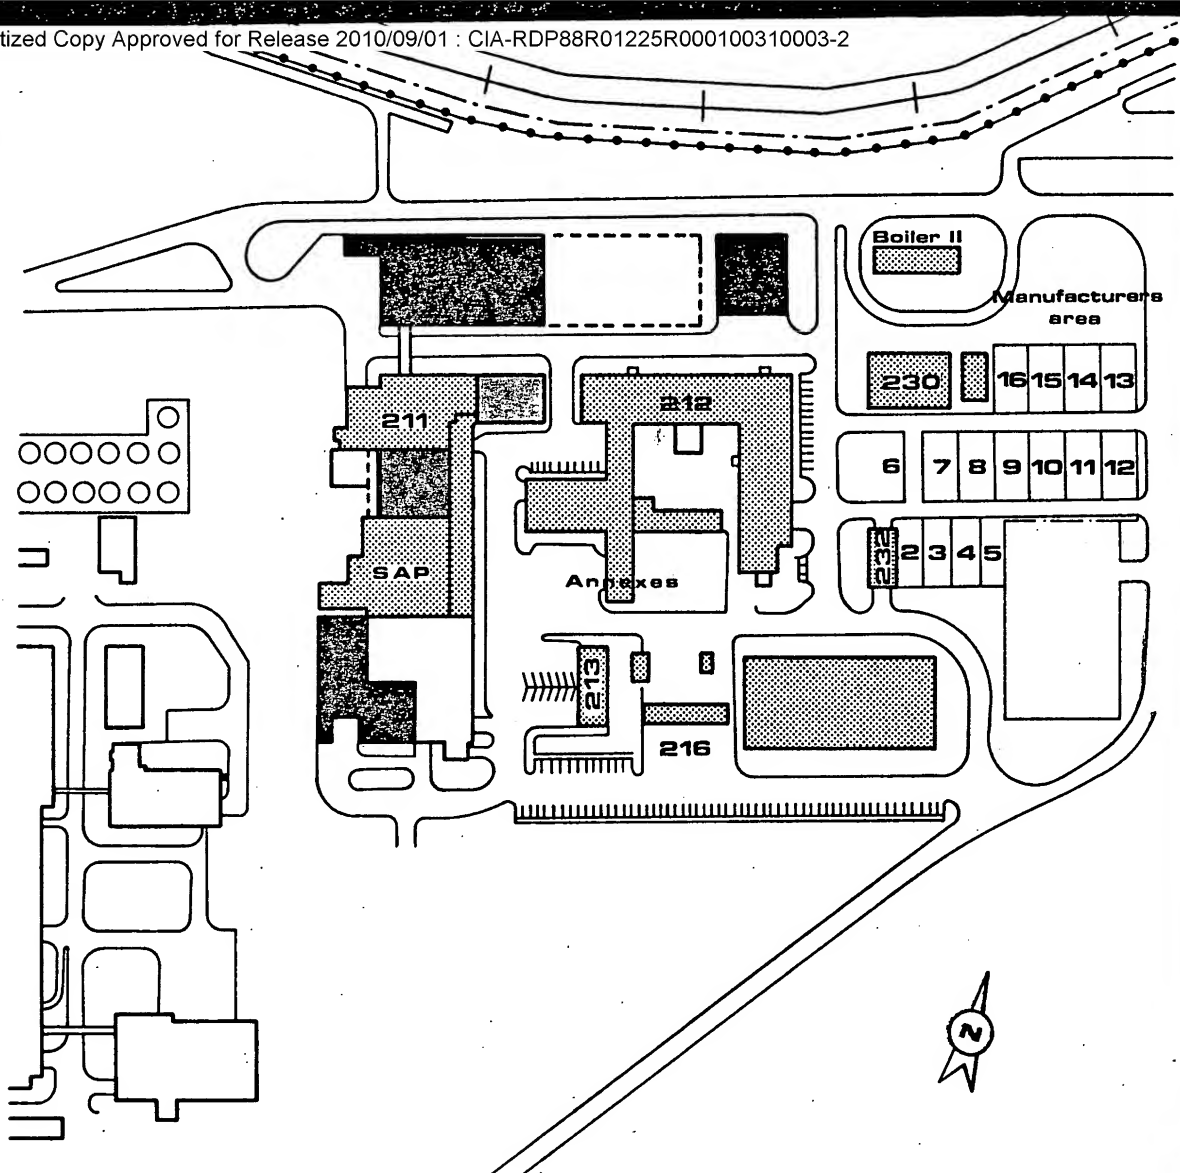 tized Copy Approved for Release 2010/09/01 : CIA-RDP88R01225R000100310003-2
Boiler II
Manufacturers
area
230
16 15 14 13
211
212
6 7 8 9 10 11 12
232 2 3 4 5
SAP
Annexes
213
216
N